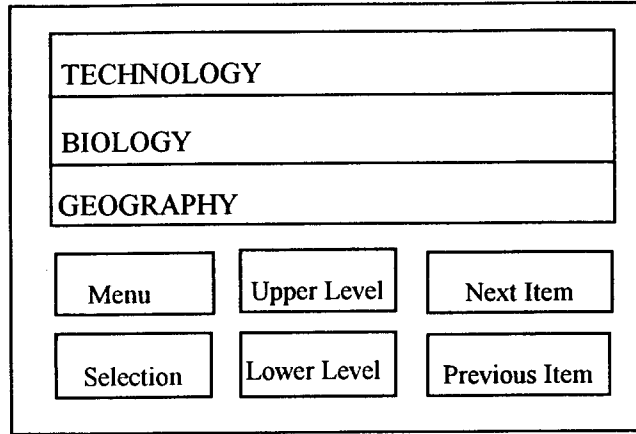 TECHNOLOGY
BIOLOGY
GEOGRAPHY
Menu
Upper Level
Next Item
Selection
Lower Level
Previous Item